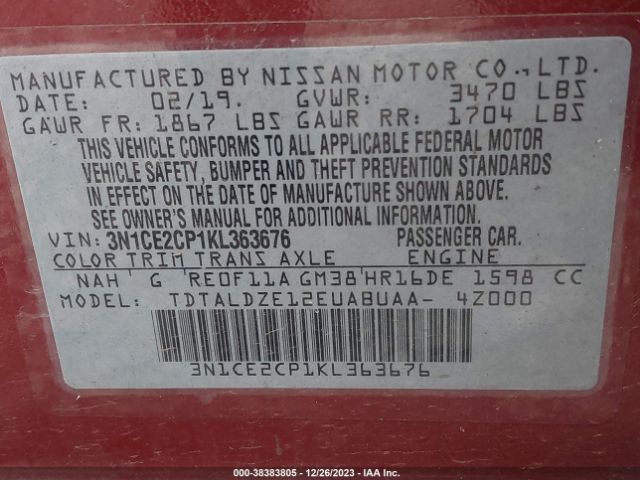 MANUFACTURED BY NISSAN MOTOR CO., LTD.
DATE: 02/19. GVWR: 3470 LBS
GAWR FR: 1867 LBS GAWR RR: 1704 LBS
THIS VEHICLE CONFORMS TO ALL APPLICABLE FEDERAL MOTOR
VEHICLE SAFETY, BUMPER AND THEFT PREVENTION STANDARDS
IN EFFECT ON THE DATE OF MANUFACTURE SHOWN ABOVE.
SEE OWNER'S MANUAL FOR ADDITIONAL INFORMATION.
VIN: 3N1CE2CP1KL363676 PASSENGER CAR.
COLOR TRIM TRANS AXLE ENGINE
NAH G RE0F11A GM38 HR16DE 1598 CC
MODEL: TDTALDZE12EUABUAA- 4Z000
3N1CE2CP1KL363676
000-38383805 - 12/26/2023 - IAA Inc.